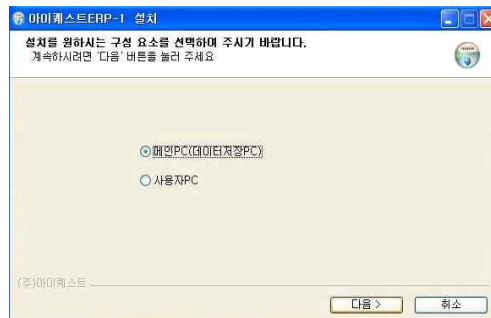 아이퀘스트ERP-1 설치
설치를 원하시는 구성 요소를 선택하여 주시기 바랍니다.
계속하시려면 '다음' 버튼을 눌러 주세요
메인PC(데이터저장PC)
사용자PC
(주)아이퀘스트
다음 >
취소